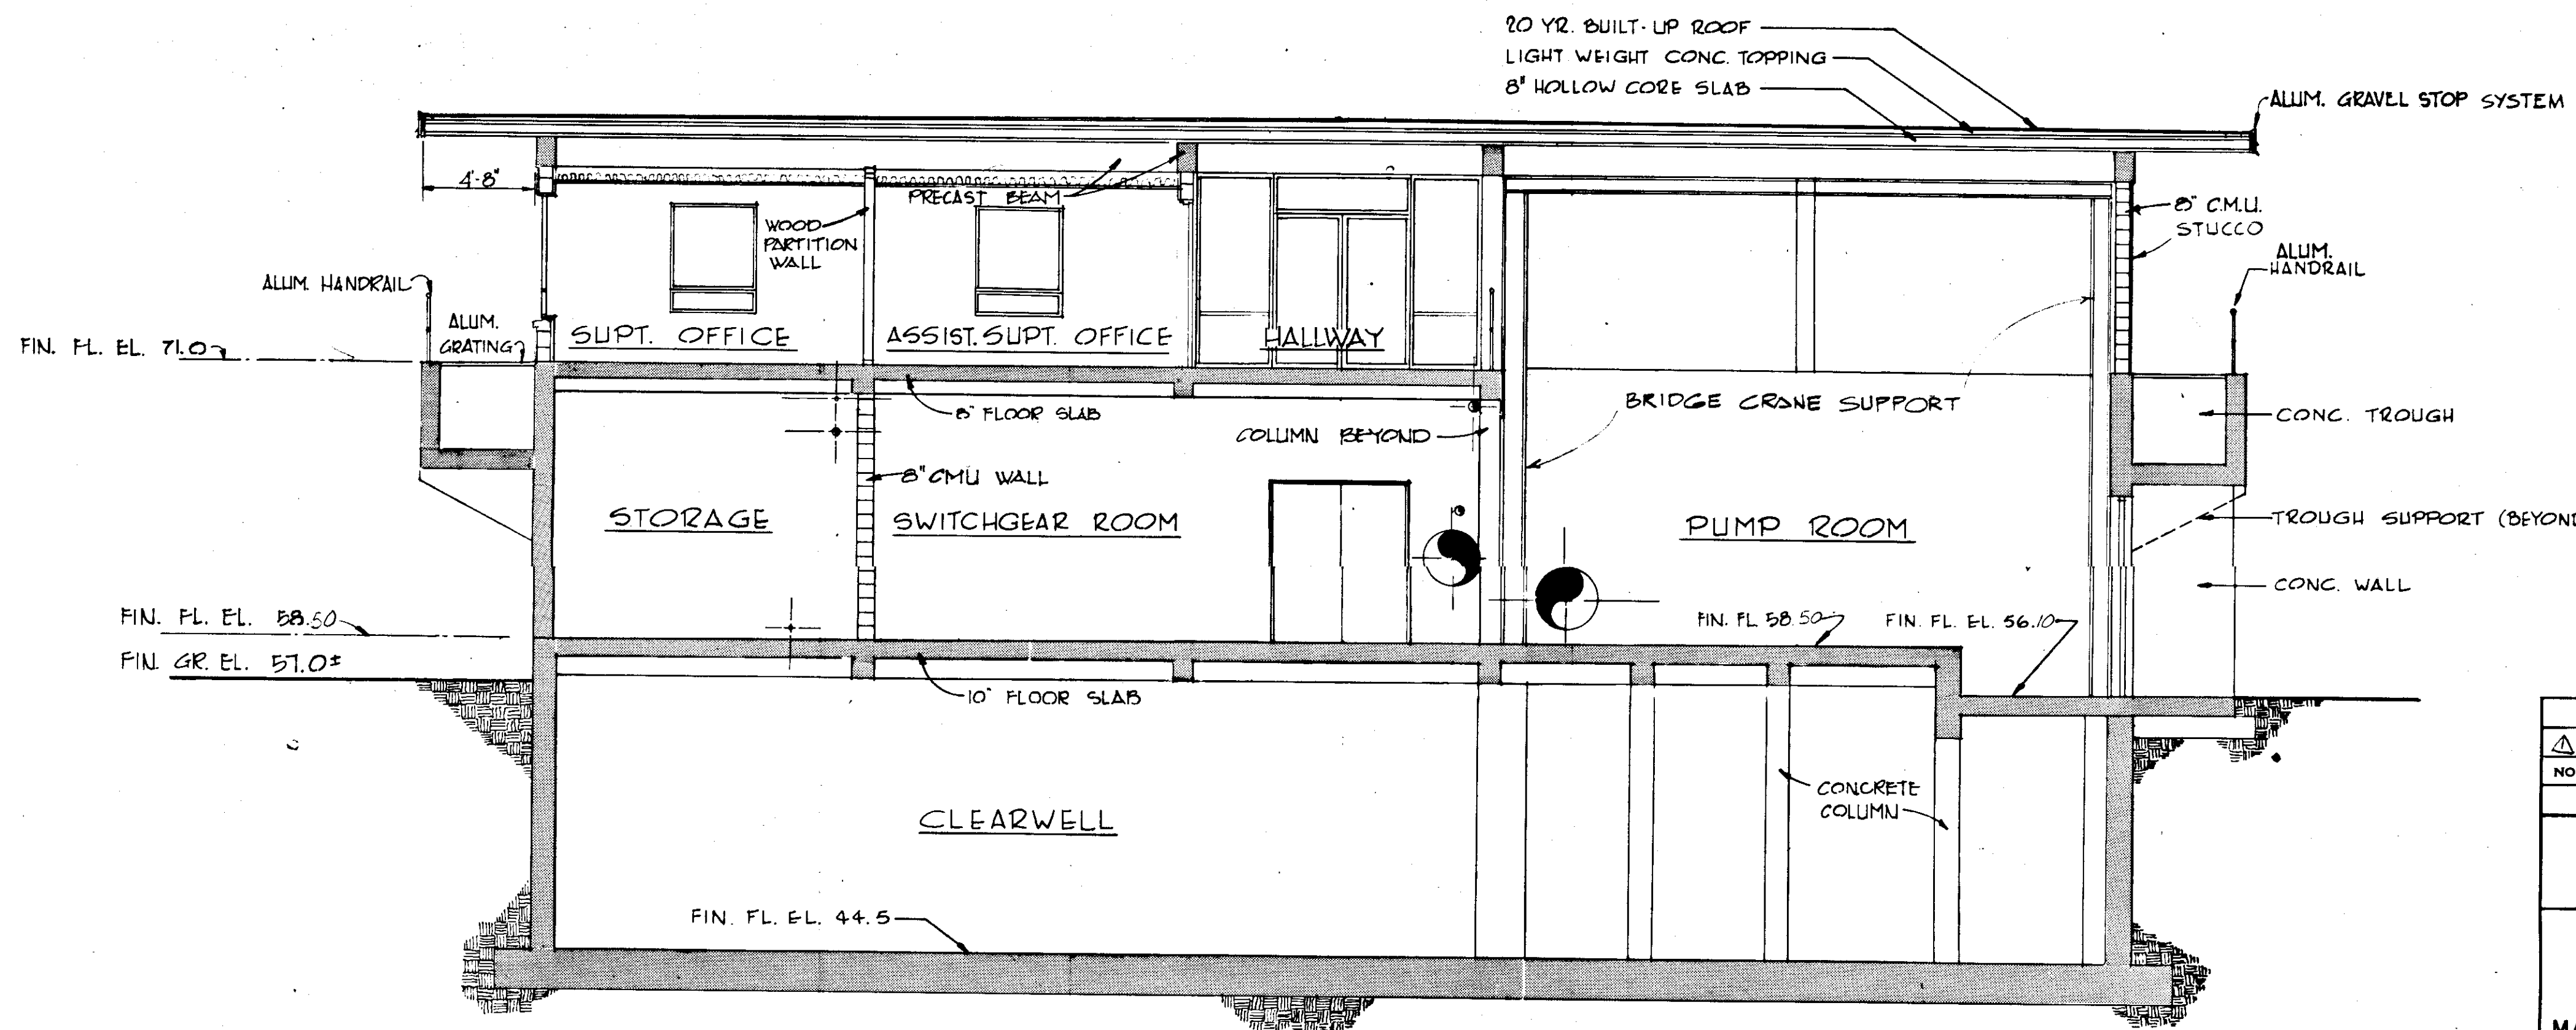 20 YR. BUILT-UP ROOF
LIGHT WEIGHT CONC. TOPPING
8" HOLLOW CORE SLAB
ALUM. GRAVEL STOP SYSTEM
4'-8"
PRECAST BEAM
WOOD
PARTITION
WALL
8" C.M.U.
STUCCO
ALUM.
HANDRAIL
ALUM. HANDRAIL
ALUM.
GRATING
FIN. FL. EL. 71.0
SUPT. OFFICE
ASSIST. SUPT. OFFICE
HALLWAY
8" FLOOR SLAB
COLUMN BEYOND
BRIDGE CRANE SUPPORT
CONC. TROUGH
8" CMU WALL
STORAGE
SWITCHGEAR ROOM
PUMP ROOM
TROUGH SUPPORT (BEYOND
CONC. WALL
FIN. FL. EL. 58.50
FIN. GR. EL. 57.0±
FIN. FL 58.50
FIN. FL. EL. 56.10
10" FLOOR SLAB
CONCRETE
COLUMN
CLEARWELL
FIN. FL. EL. 44.5
1
NO